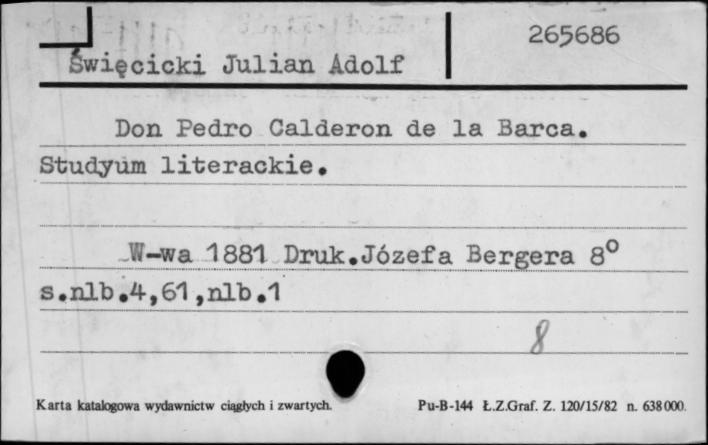 265686
Święcicki Julian Adolf
Don Pedro Calderon de la Barca.
Studyum literackie.
W-wa 1881 Druk.Józefa Bergera 8⁰
s.nlb.4,61,nlb.1
8
Karta katalogowa wydawnictw ciągłych i zwartych.
Pu-B-144 Ł.Z.Graf. Z. 120/15/82 n. 638000.